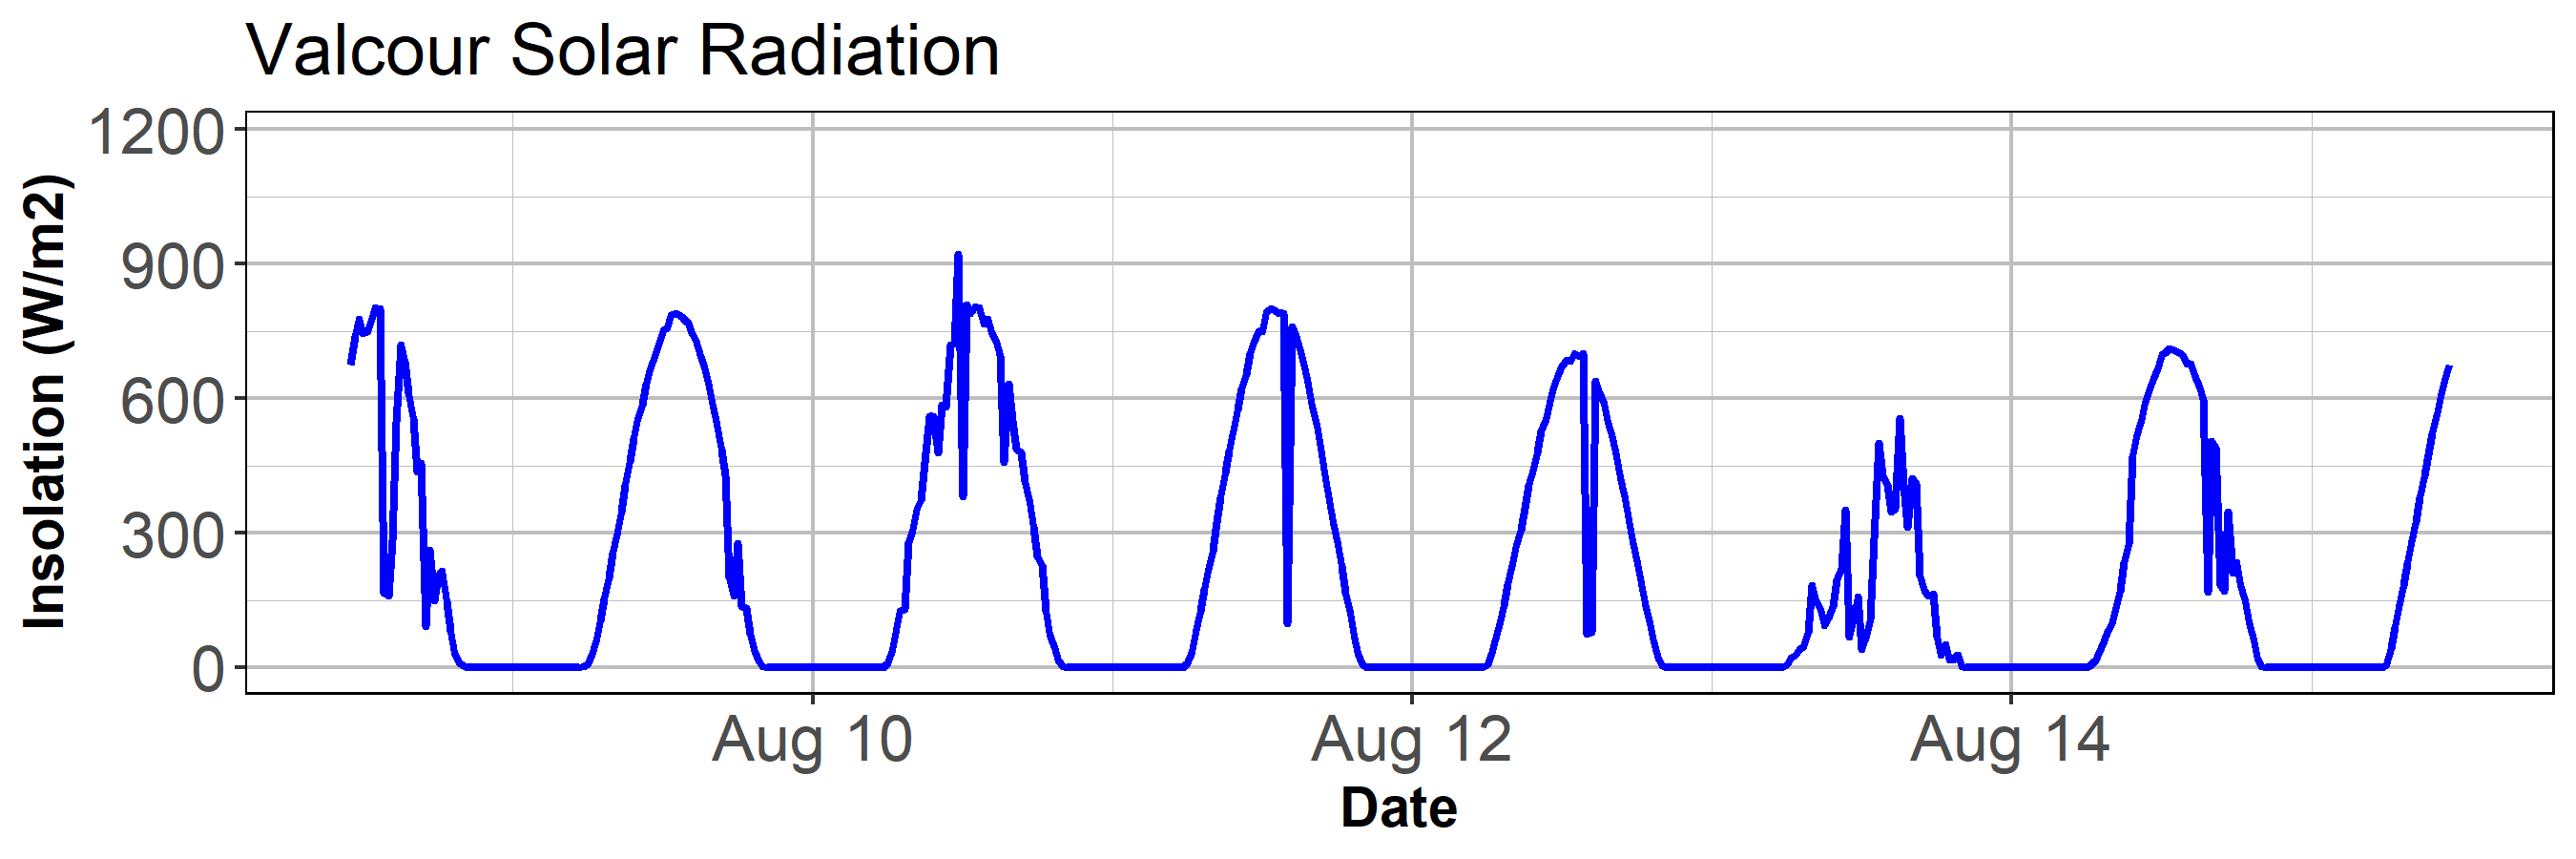 Valcour Solar Radiation
1200
900
600
300
0
Insolation (W/m2)
Aug 10
Aug 12
Aug 14
Date